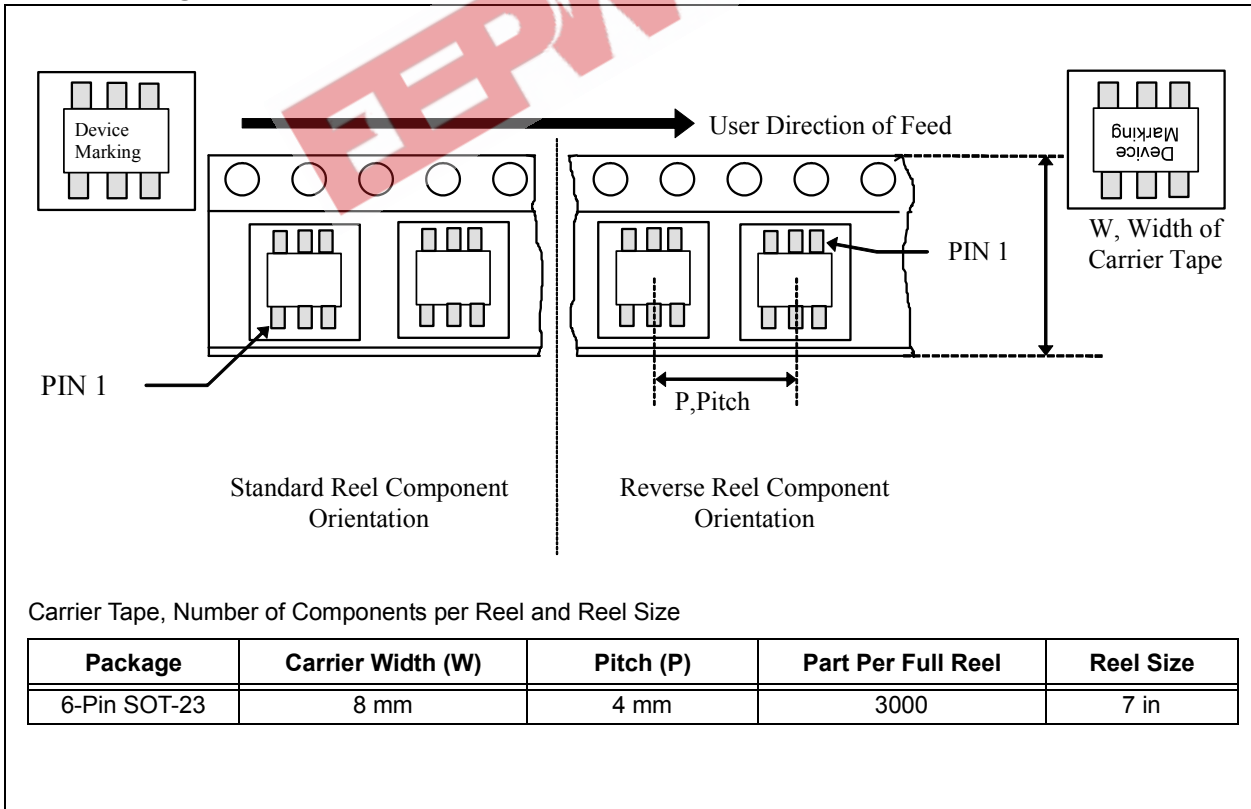 EEPW
Device
Marking
User Direction of Feed
Device
Marking
W, Width of
Carrier Tape
PIN 1
PIN 1
P,Pitch
Standard Reel Component
Orientation
Reverse Reel Component
Orientation
Carrier Tape, Number of Components per Reel and Reel Size
Package Carrier Width (W) Pitch (P) Part Per Full Reel Reel Size
6-Pin SOT-23 8 mm 4 mm 3000 7 in